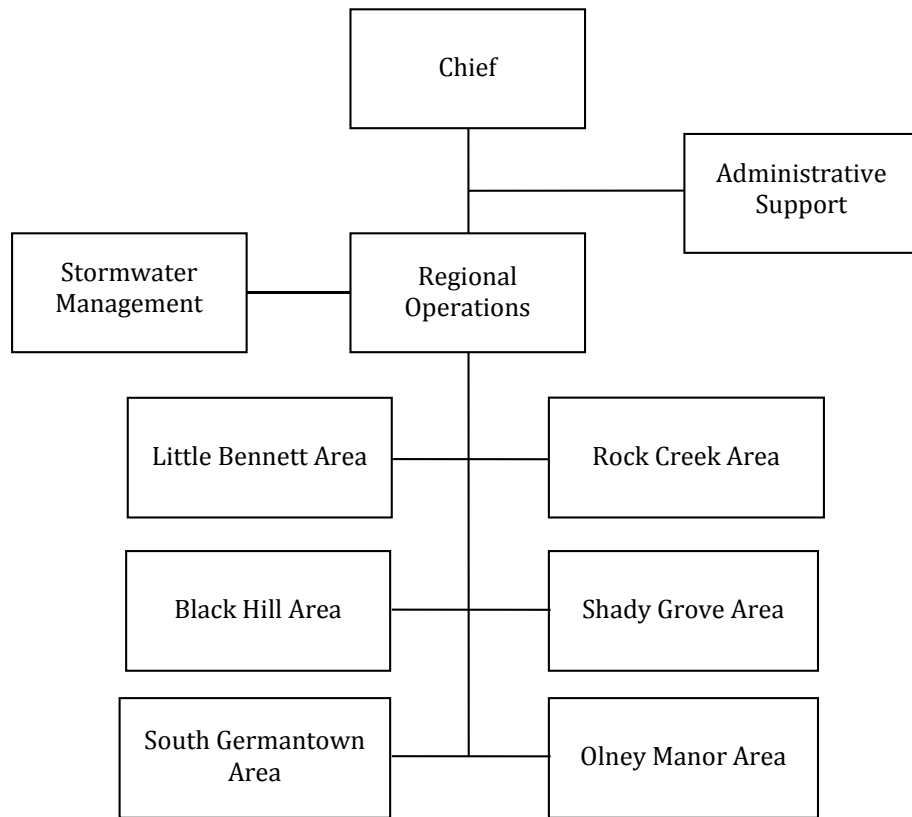 Chief
Administrative
Support
Stormwater
Management
Regional
Operations
Little Bennett Area
Rock Creek Area
Black Hill Area
Shady Grove Area
South Germantown
Area
Olney Manor Area